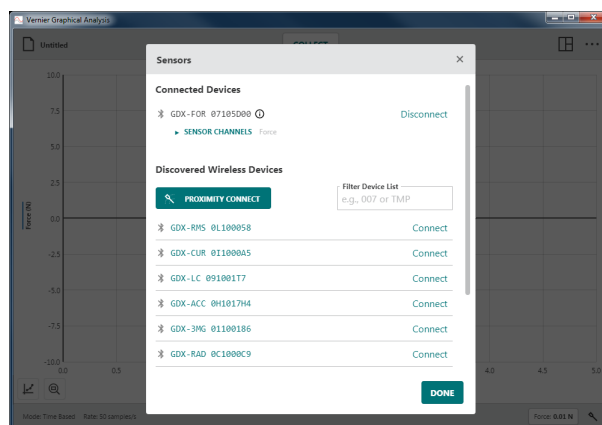 Vernier Graphical Analysis
Untitled
COLLECT
Sensors
Connected Devices
GDX-FOR 07105D00
Disconnect
SENSOR CHANNELS Force
Discovered Wireless Devices
PROXIMITY CONNECT
Filter Device List
e.g., 007 or TMP
GDX-RMS 0L100058 Connect
GDX-CUR 0I1000A5 Connect
GDX-LC 091001T7 Connect
GDX-ACC 0H1017H4 Connect
GDX-3MG 01100186 Connect
GDX-RAD 0C1000C9 Connect
DONE
10.0
7.5
5.0
2.5
0.0
-2.5
-5.0
-7.5
-10.0
Force (N)
0.0 0.5 4.0 4.5 5.0
Mode: Time Based Rate: 50 samples/s
Force: 6.01 N